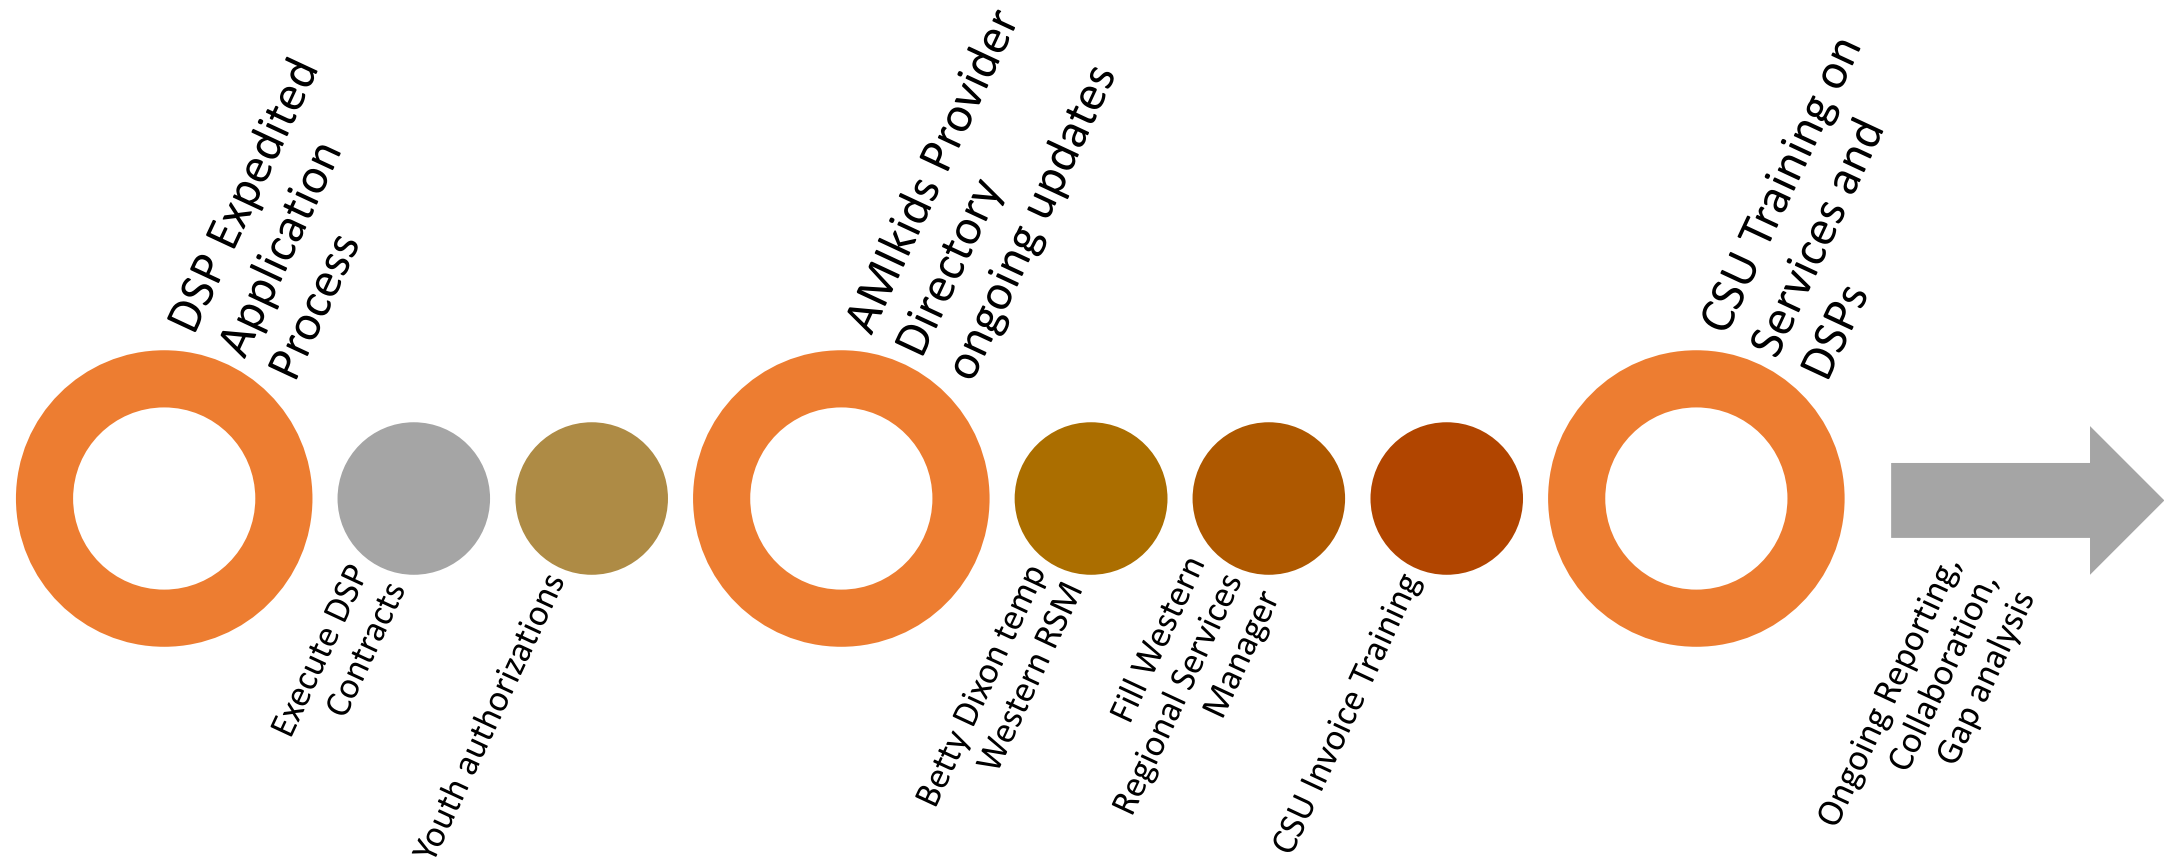 DSP Expedited
Application
Process
Execute DSP
Contracts
Youth authorizations
AMIkids Provider
Directory
ongoing updates
Betty Dixon temp
Western RSM
Fill Western
Regional Services
Manager
CSU Invoice Training
CSU Training on
Services and
DSPs
Ongoing Reporting,
Collaboration,
Gap analysis